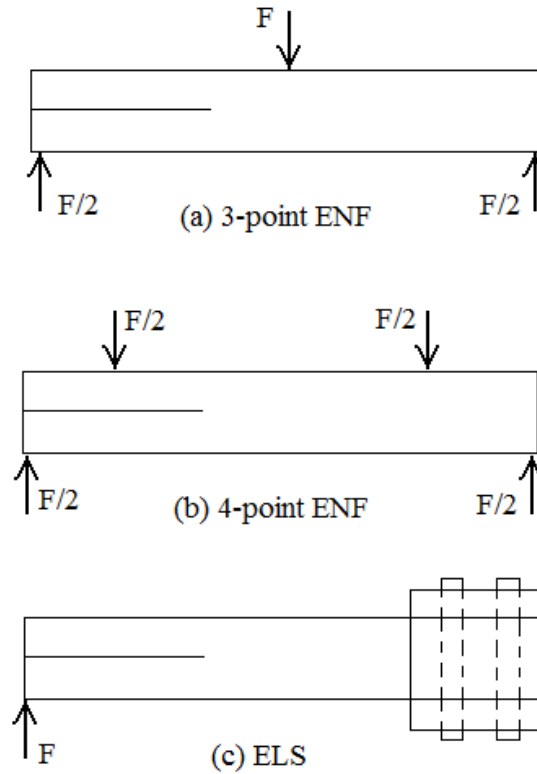 F
F/2
F/2
(a) 3-point ENF
F/2
F/2
F/2
F/2
(b) 4-point ENF
F
(c) ELS